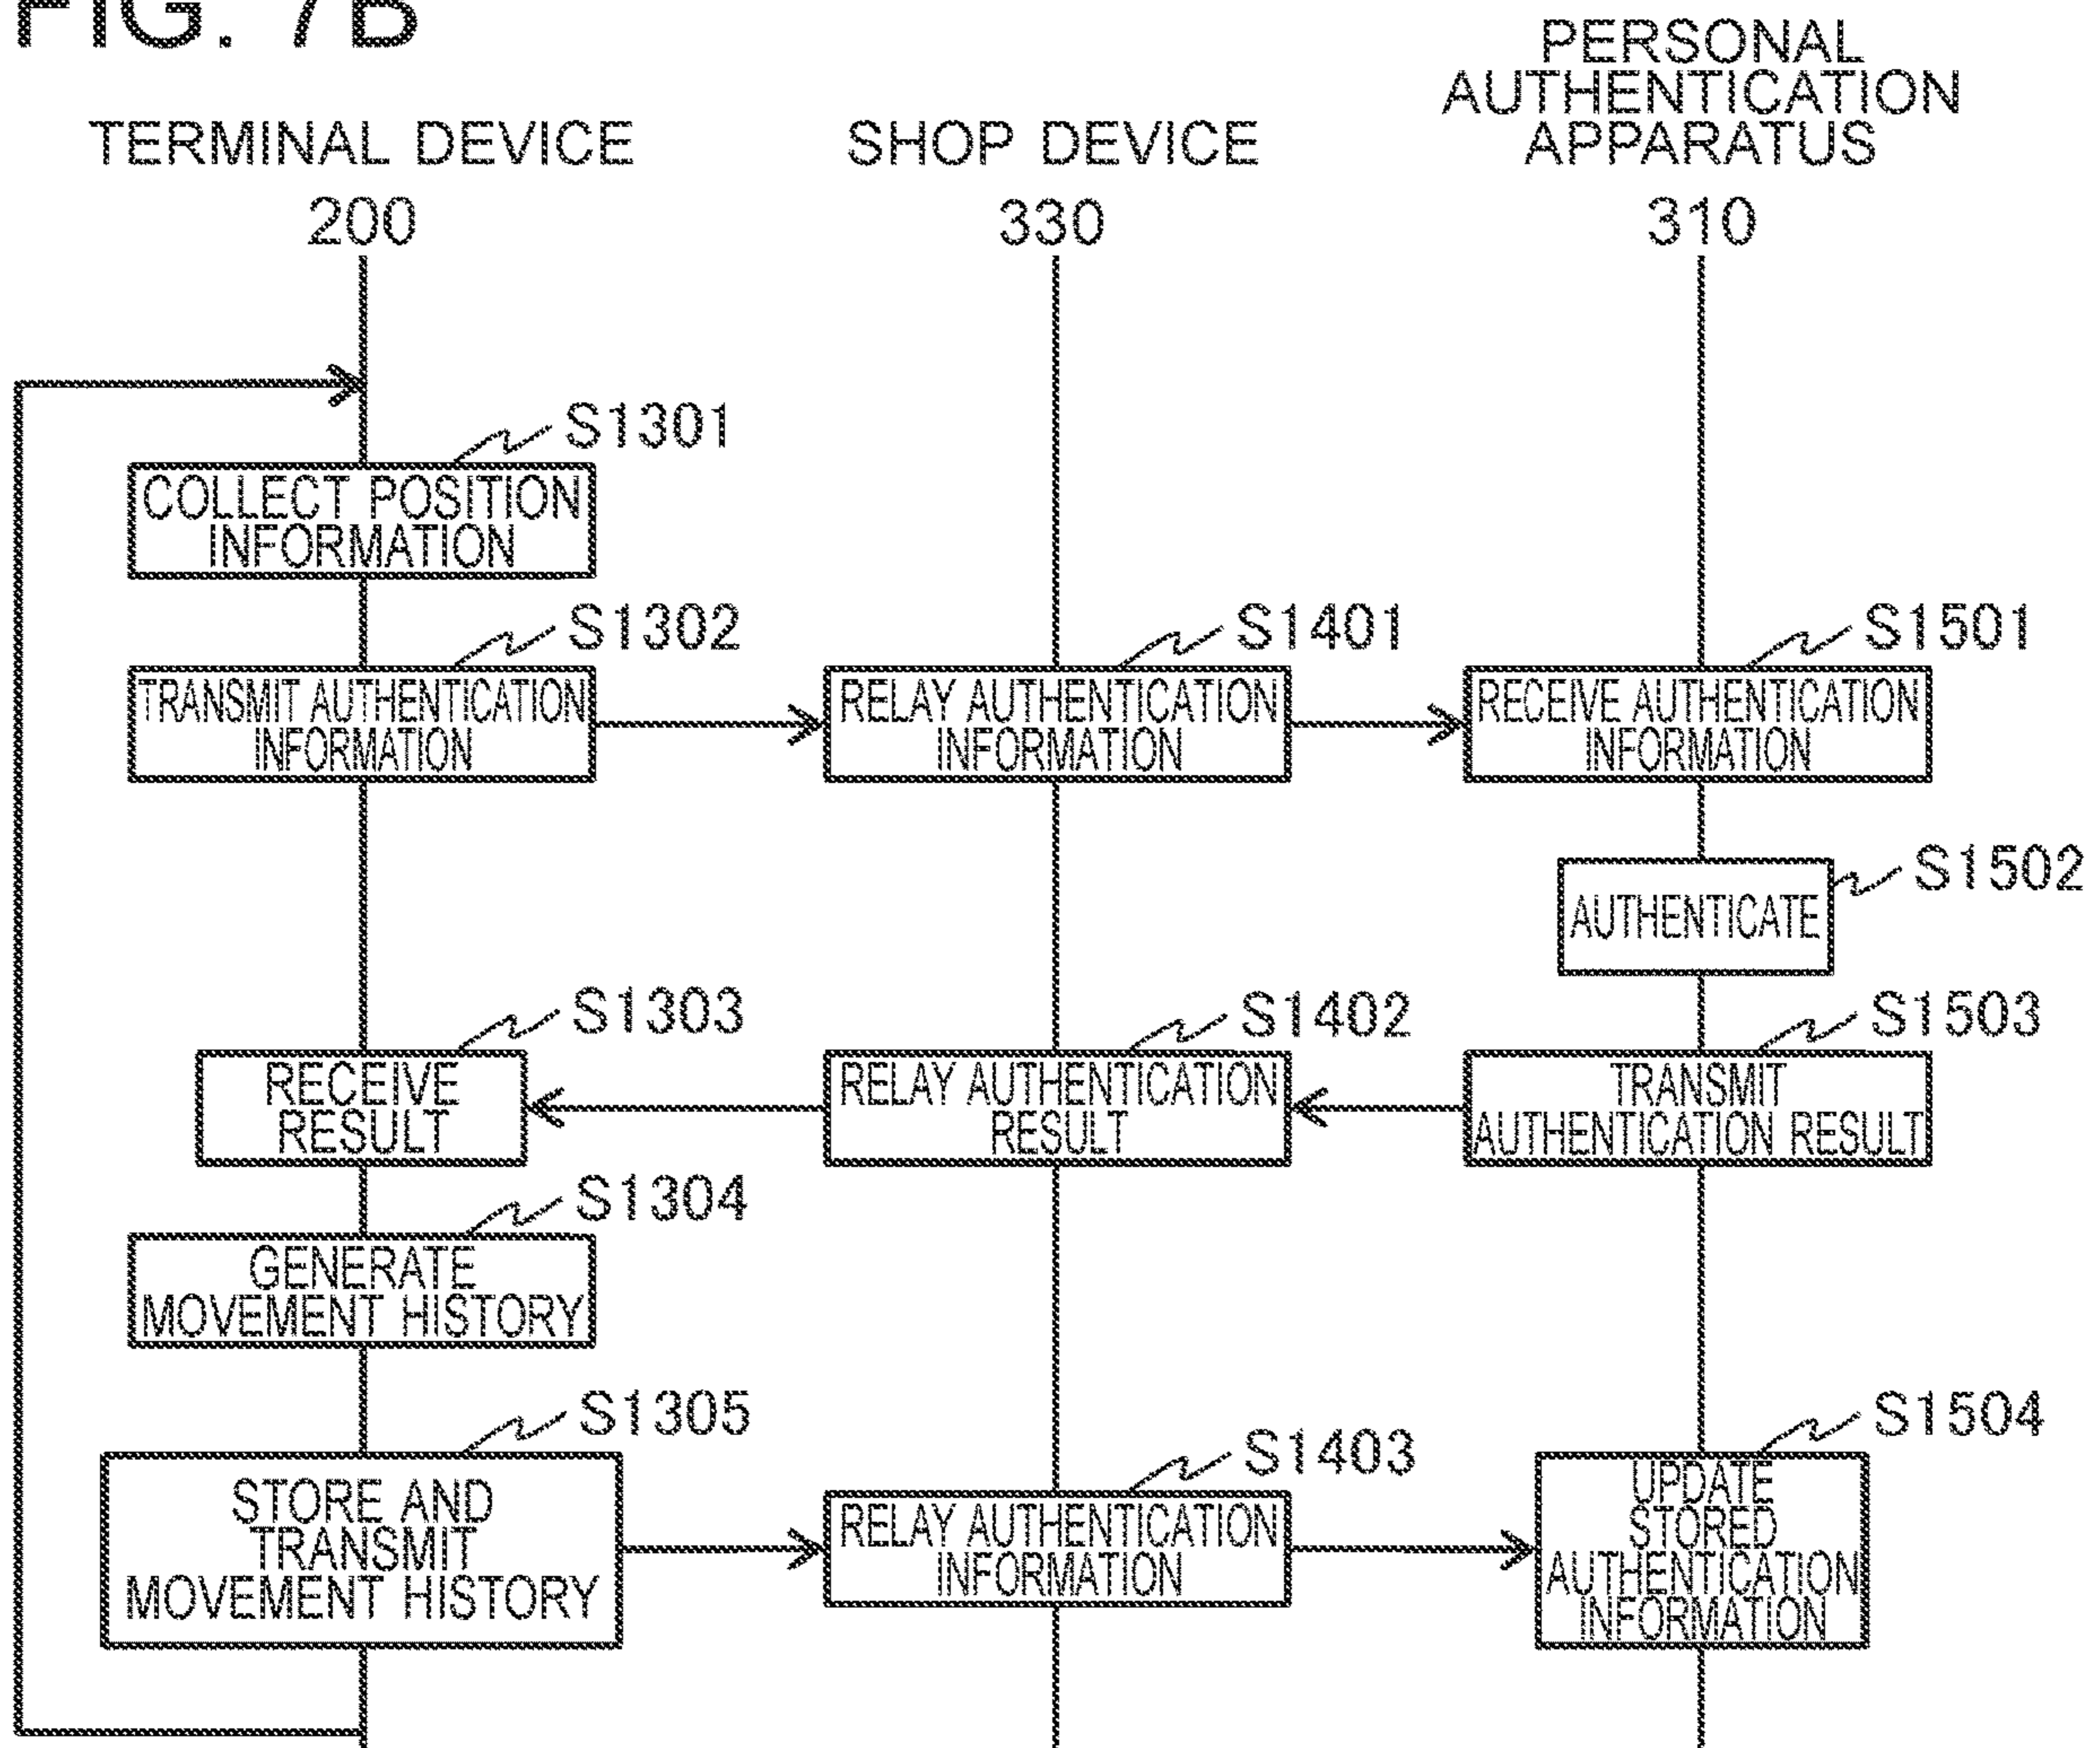 FIG. 7B
TERMINAL DEVICE
200
SHOP DEVICE
330
PERSONAL
AUTHENTICATION
APPARATUS
310
S1301
COLLECT POSITION
INFORMATION
S1302
TRANSMIT AUTHENTICATION
INFORMATION
S1401
RELAY AUTHENTICATION
INFORMATION
S1501
RECEIVE AUTHENTICATION
INFORMATION
S1502
AUTHENTICATE
S1303
RECEIVE
RESULT
S1402
RELAY AUTHENTICATION
RESULT
S1503
TRANSMIT
AUTHENTICATION RESULT
S1304
GENERATE
MOVEMENT HISTORY
S1305
STORE AND
TRANSMIT
MOVEMENT HISTORY
S1403
RELAY AUTHENTICATION
INFORMATION
S1504
UPDATE
STORED
AUTHENTICATION
INFORMATION